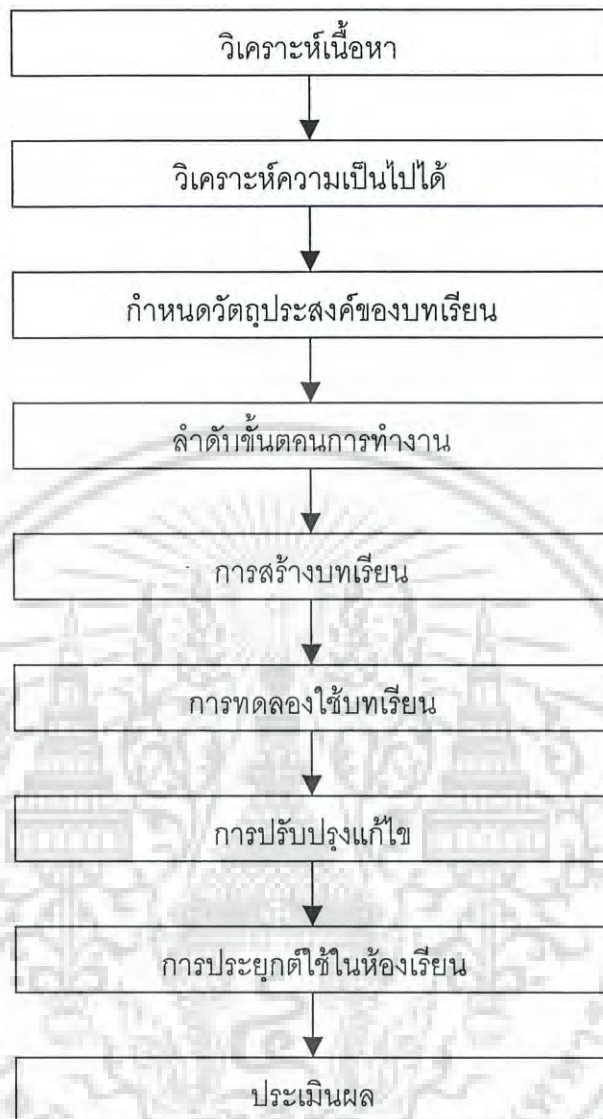 วิเคราะห์เนื้อหา
วิเคราะห์ความเป็นไปได้
กำหนดวัตถุประสงค์ของบทเรียน
ลำดับขั้นตอนการทำงาน
การสร้างบทเรียน
การทดลองใช้บทเรียน
การปรับปรุงแก้ไข
การประยุกต์ใช้ในห้องเรียน
ประเมินผล